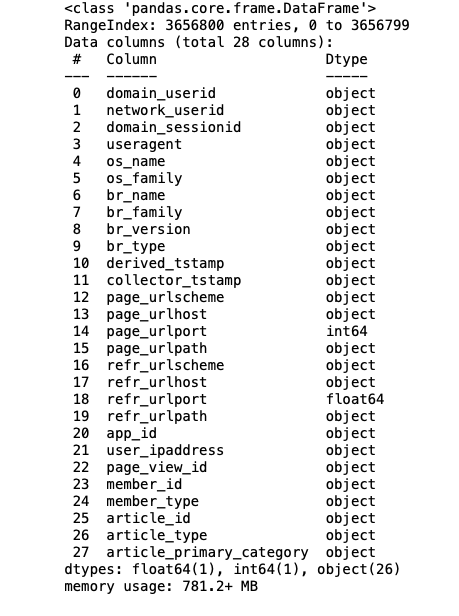 <class 'pandas.core.frame.DataFrame'>
RangeIndex: 3656800 entries, 0 to 3656799
Data columns (total 28 columns):
 #   Column                    Dtype
---  ------                    -----
 0   domain_userid             object
 1   network_userid            object
 2   domain_sessionid          object
 3   useragent                 object
 4   os_name                   object
 5   os_family                 object
 6   br_name                   object
 7   br_family                 object
 8   br_version                object
 9   br_type                   object
 10  derived_tstamp            object
 11  collector_tstamp          object
 12  page_urlscheme            object
 13  page_urlhost              object
 14  page_urlport              int64
 15  page_urlpath              object
 16  refr_urlscheme            object
 17  refr_urlhost              object
 18  refr_urlport              float64
 19  refr_urlpath              object
 20  app_id                    object
 21  user_ipaddress            object
 22  page_view_id              object
 23  member_id                 object
 24  member_type               object
 25  article_id                object
 26  article_type              object
 27  article_primary_category  object
dtypes: float64(1), int64(1), object(26)
memory usage: 781.2+ MB